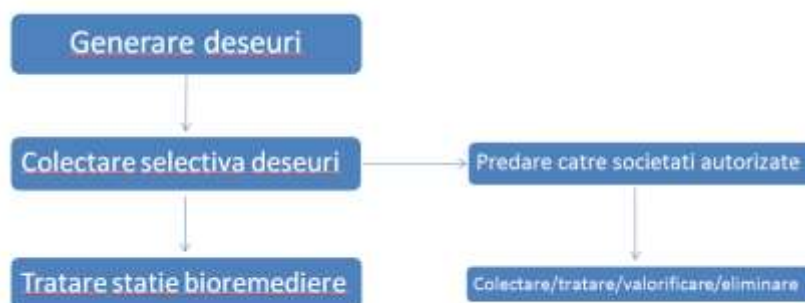 Generare deseuri
Colectare selectiva deseuri
Predare catre societati autorizate
Tratare statie bioremediere
Colectare/tratare/valorificare/eliminare